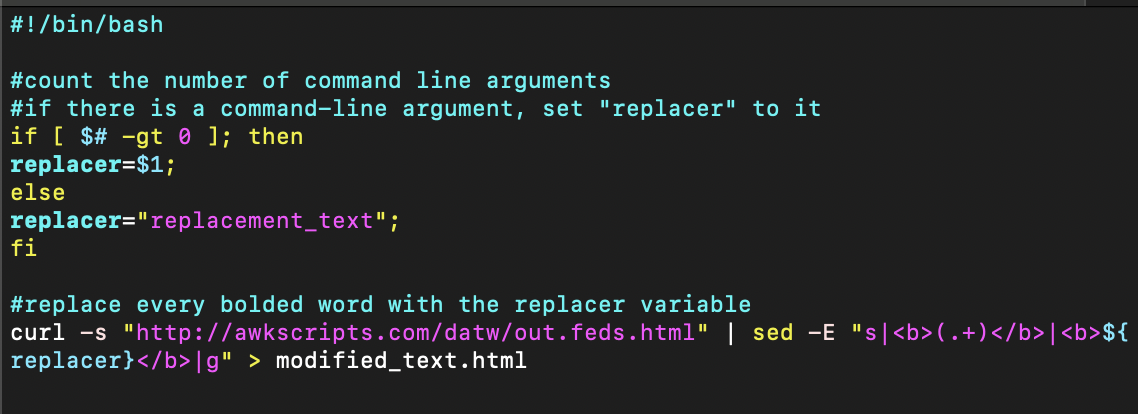 #!/bin/bash
#count the number of command line arguments
#if there is a command-line argument, set "replacer" to it
if [ $# -gt 0 ]; then
replacer=$1;
else
replacer="replacement_text";
fi
#replace every bolded word with the replacer variable
curl -s "http://awkscripts.com/datw/out.feds.html" | sed -E "s|<b>(.+)</b>|<b>${
replacer}</b>|g" > modified_text.html